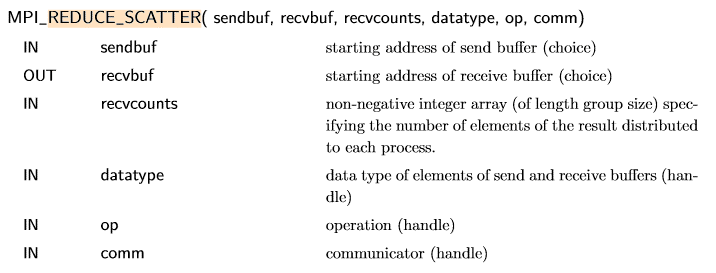 MPI_REDUCE_SCATTER( sendbuf, recvbuf, recvcounts, datatype, op, comm)
IN sendbuf starting address of send buffer (choice)
OUT recvbuf starting address of receive buffer (choice)
IN recvcounts non-negative integer array (of length group size) spec-
ifying the number of elements of the result distributed
to each process.
IN datatype data type of elements of send and receive buffers (han-
dle)
IN op operation (handle)
IN comm communicator (handle)